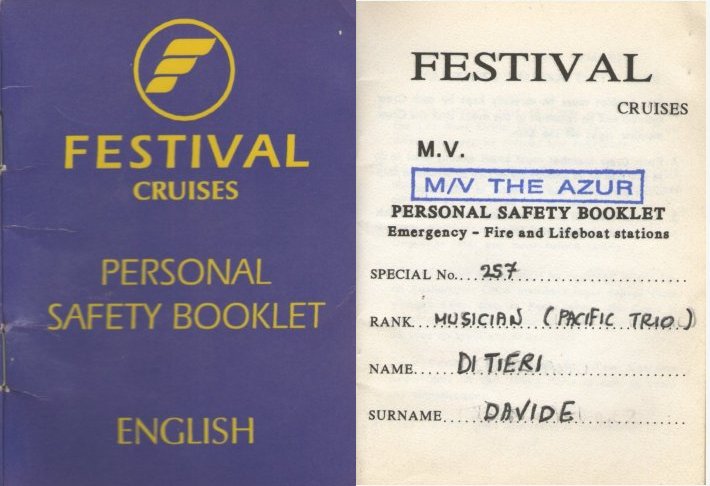 FESTIVAL
CRUISES
PERSONAL
SAFETY BOOKLET
ENGLISH
FESTIVAL
CRUISES
M.V.
M/V THE AZUR
PERSONAL SAFETY BOOKLET
Emergency - Fire and Lifeboat stations
SPECIAL No.... 257
RANK... MUSICIAN (PACIFIC TRIO)
NAME...... DI TIERI
SURNAME...... DAVIDE